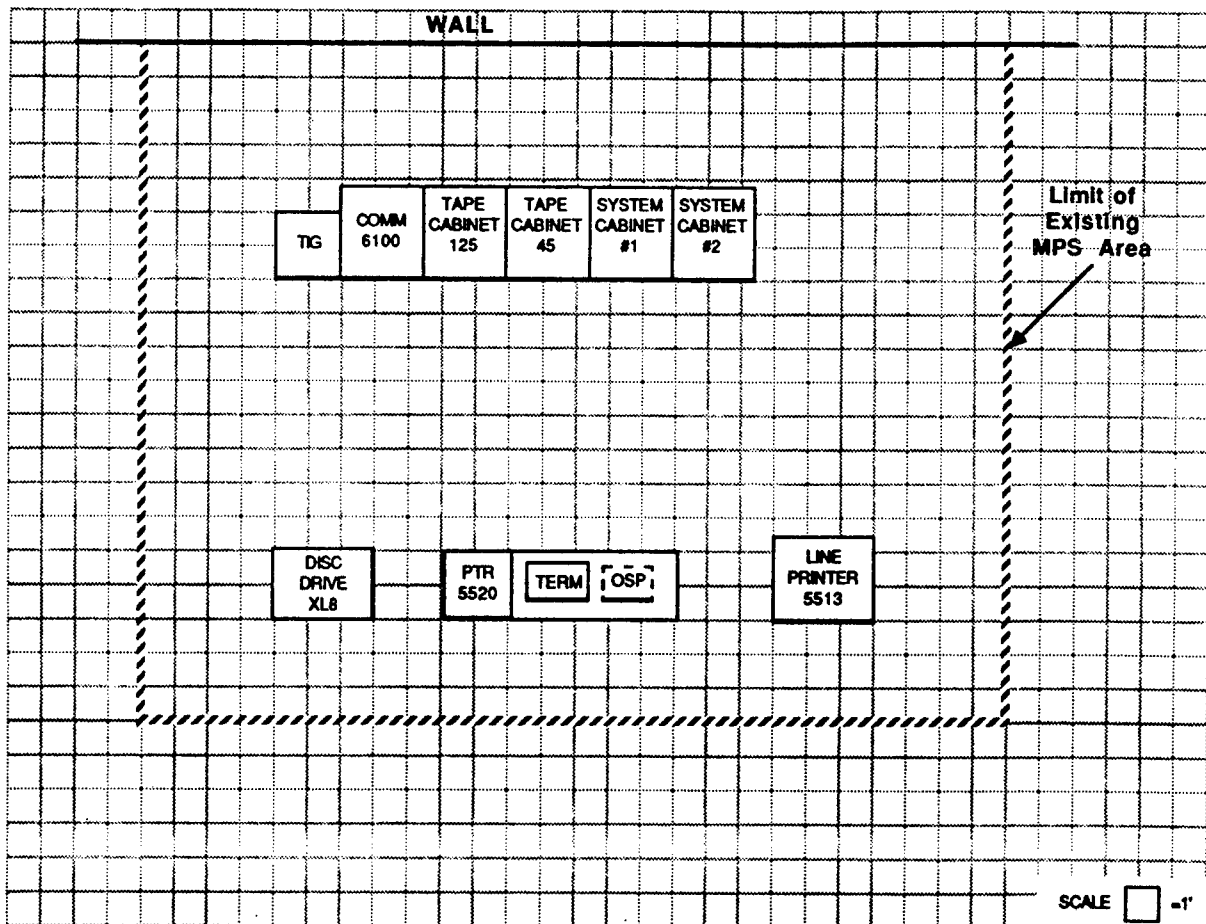 WALL
TIG
COMM
6100
TAPE
CABINET
125
TAPE
CABINET
45
SYSTEM
CABINET
#1
SYSTEM
CABINET
#2
Limit of
Existing
MPS Area
DISC
DRIVE
XL8
PTR
5520
TERM
OSP
LINE
PRINTER
5513
SCALE =1'